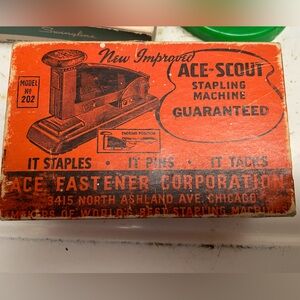 Swingline
New Improved
ACE-SCOUT
STAPLING
MACHINE
GUARANTEED
MODEL
No
202
IT STAPLES • IT PINS • IT TACKS
ACE FASTENER CORPORATION
3415 NORTH ASHLAND AVE. CHICAGO
MAKERS OF WORLD'S BEST STAPLING